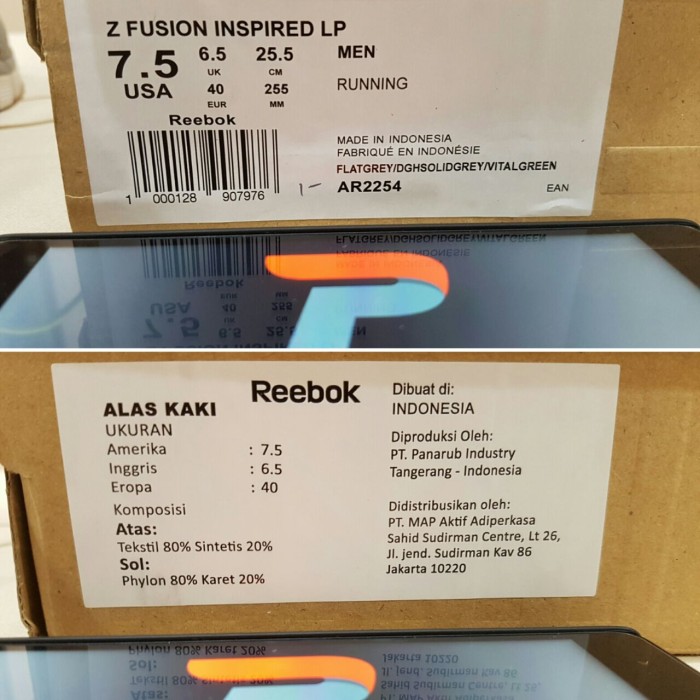 Z FUSION INSPIRED LP
7.5 6.5 25.5 MEN
UK CM
USA 40 255 RUNNING
EUR MM
Reebok
MADE IN INDONESIA
FABRIQUÉ EN INDONÉSIE
FLATGREY/DGHSOLIDGREY/VITALGREEN
1 000128 907976 1- AR2254 EAN
Reebok
ALAS KAKI
UKURAN
Amerika : 7.5
Inggris : 6.5
Eropa : 40
Komposisi
Atas:
Tekstil 80% Sintetis 20%
Sol:
Phylon 80% Karet 20%
Dibuat di:
INDONESIA
Diproduksi Oleh:
PT. Panarub Industry
Tangerang - Indonesia
Didistribusikan oleh:
PT. MAP Aktif Adiperkasa
Sahid Sudirman Centre, Lt 26,
Jl. jend. Sudirman Kav 86
Jakarta 10220